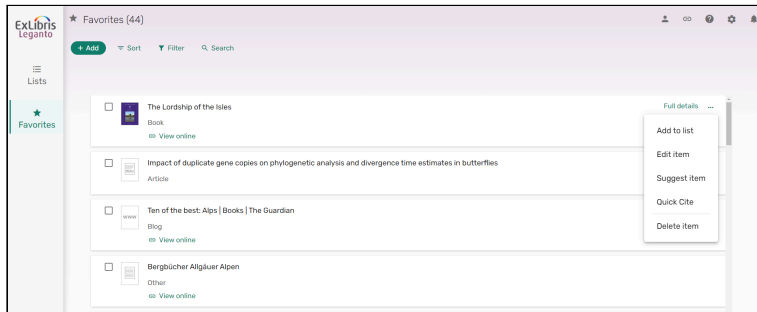 ExLibris
Leganto
Lists
Favorites
Favorites (44)
+ Add
Sort
Filter
Search
The Lordship of the Isles
Book
View online
Full details
...
Add to list
Edit item
Suggest item
Quick Cite
Delete item
Impact of duplicate gene copies on phylogenetic analysis and divergence time estimates in butterflies
Article
www
Ten of the best: Alps | Books | The Guardian
Blog
View online
Bergbücher Allgäuer Alpen
Other
View online